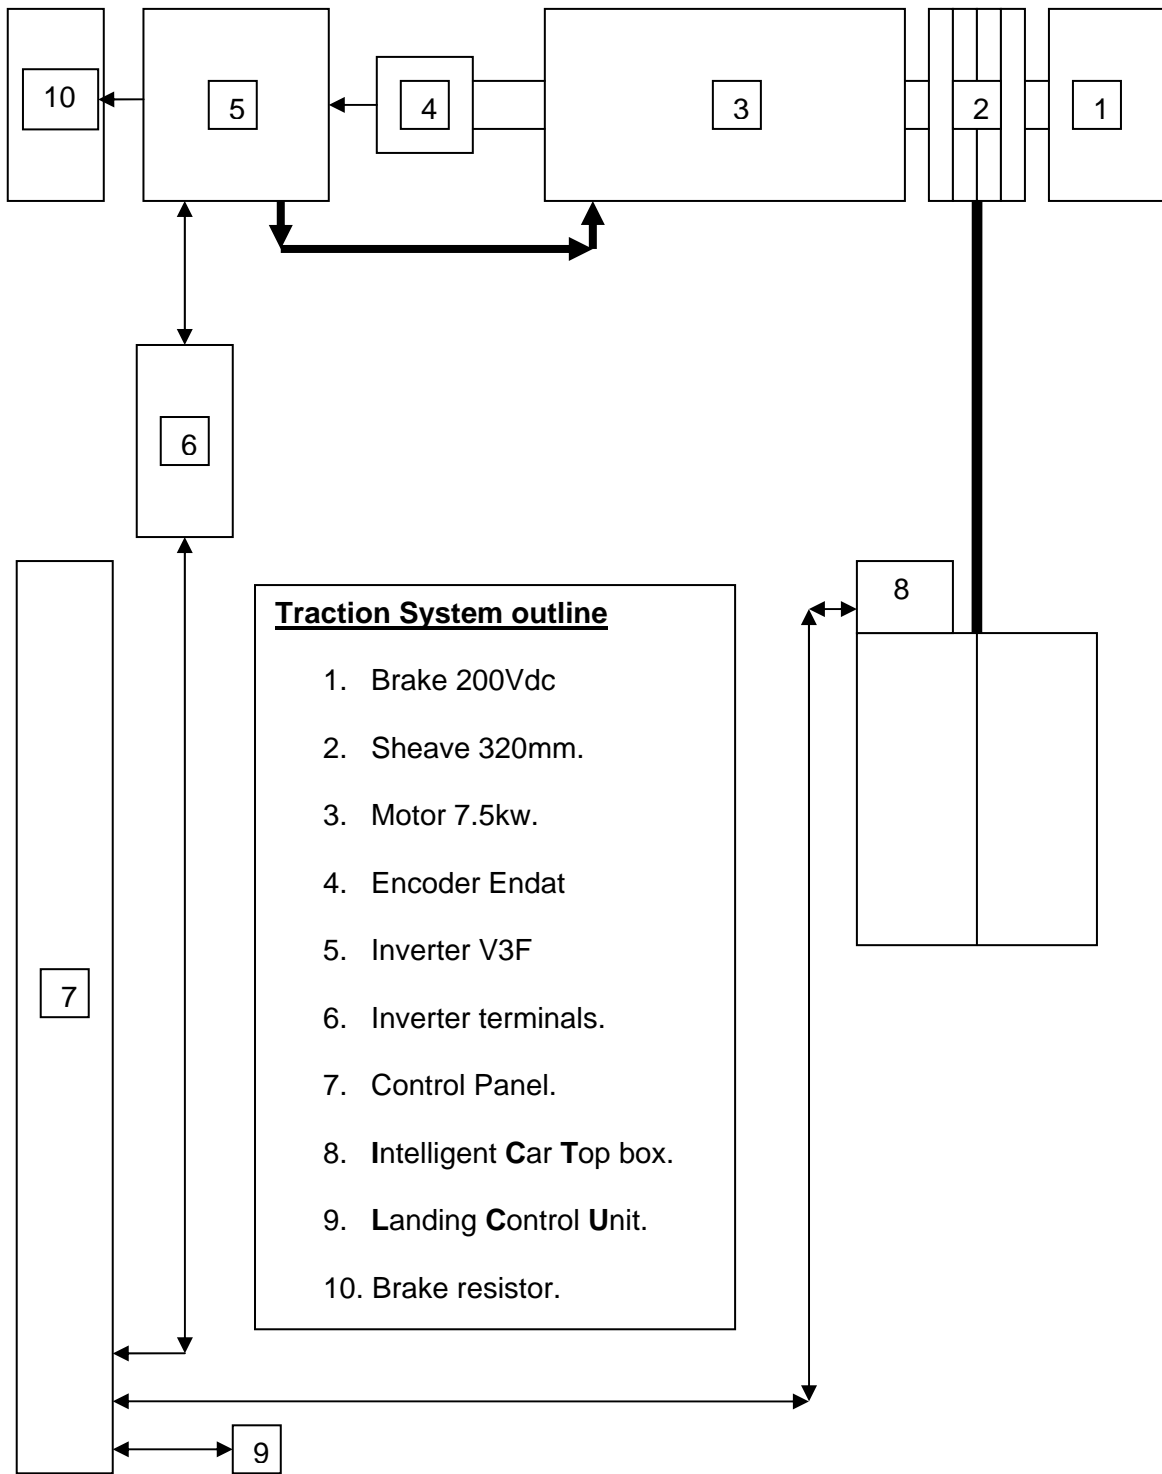 10
5
4
3
2
1
6
7
8
9
Traction System outline
1. Brake 200Vdc
2. Sheave 320mm.
3. Motor 7.5kw.
4. Encoder Endat
5. Inverter V3F
6. Inverter terminals.
7. Control Panel.
8. Intelligent Car Top box.
9. Landing Control Unit.
10. Brake resistor.